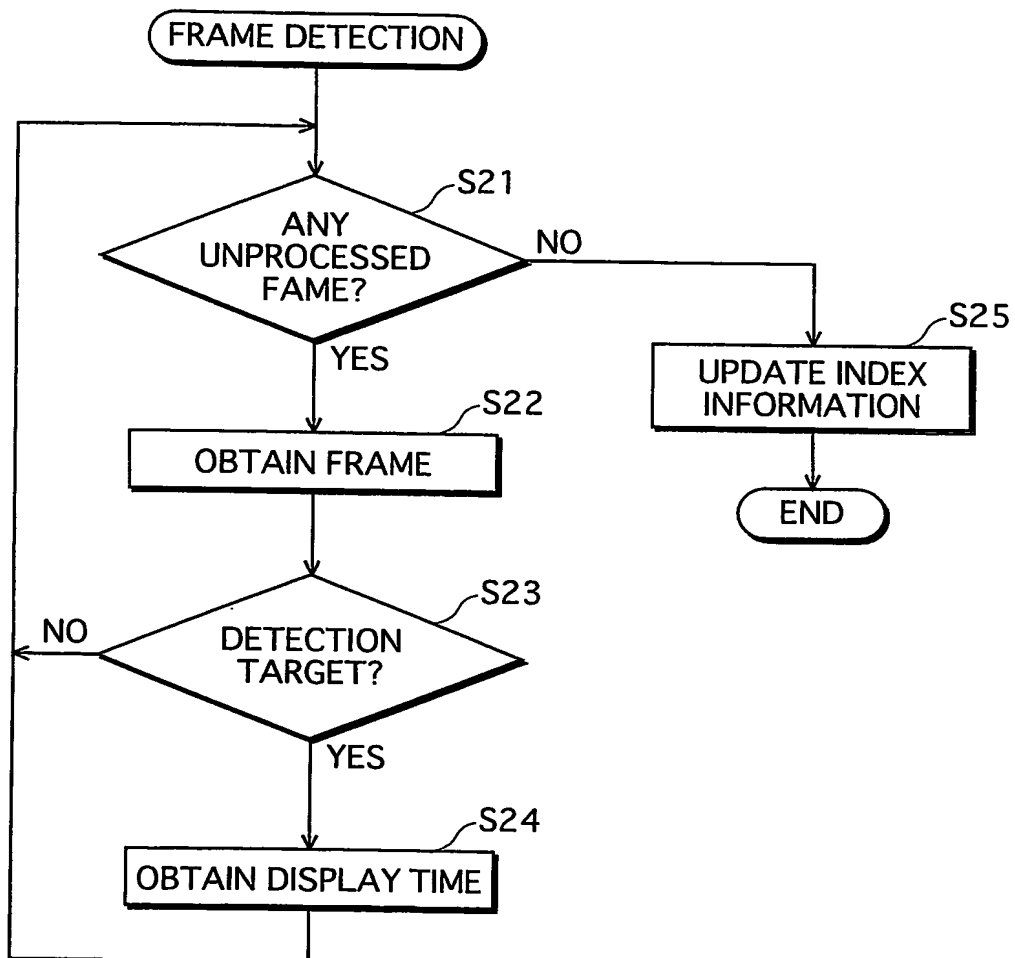 FRAME DETECTION
S21
ANY
UNPROCESSED
FAME?
NO
YES
S25
UPDATE INDEX
INFORMATION
S22
OBTAIN FRAME
END
S23
NO
DETECTION
TARGET?
YES
S24
OBTAIN DISPLAY TIME